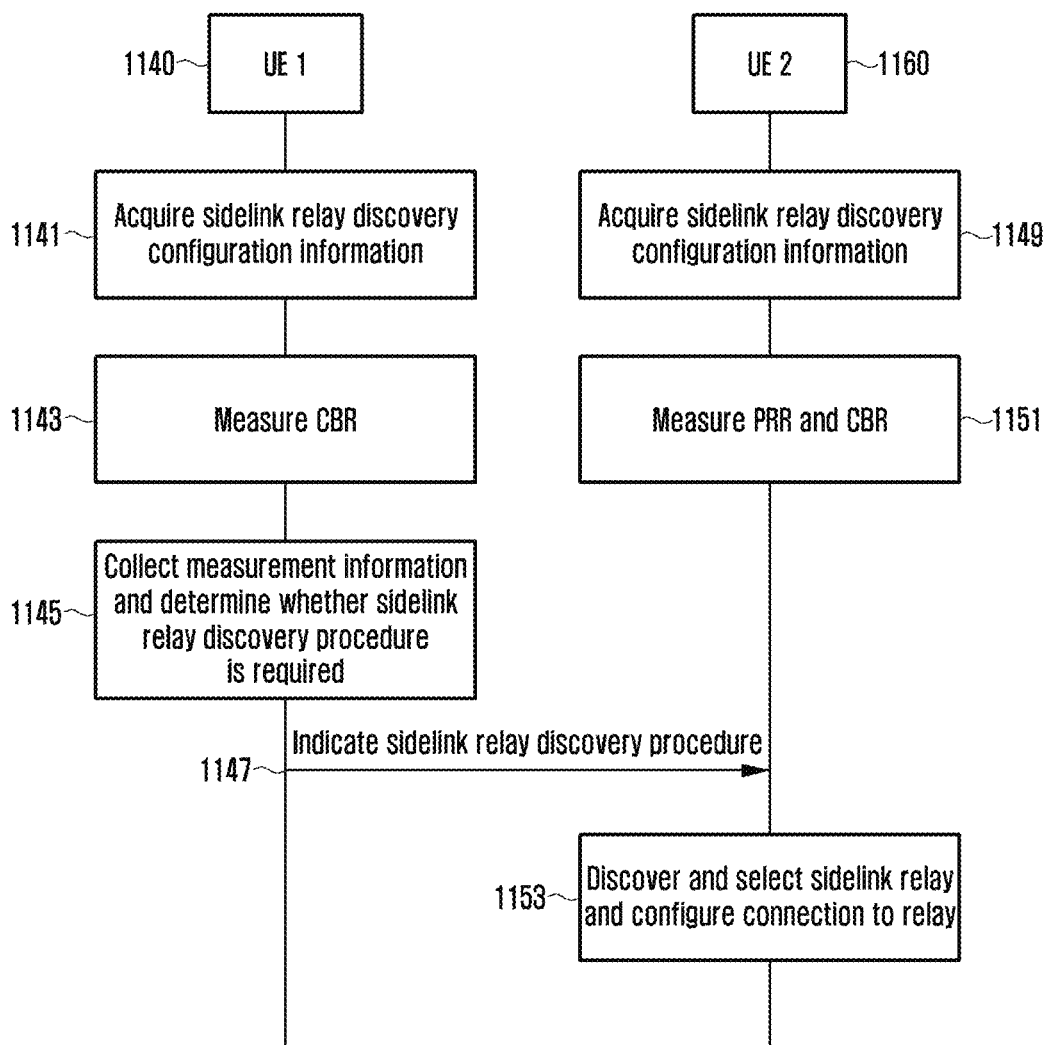 1140
UE 1
UE 2
1160
1141
Acquire sidelink relay discovery
configuration information
Acquire sidelink relay discovery
configuration information
1149
1143
Measure CBR
Measure PRR and CBR
1151
1145
Collect measurement information
and determine whether sidelink
relay discovery procedure
is required
Indicate sidelink relay discovery procedure
1147
1153
Discover and select sidelink relay
and configure connection to relay